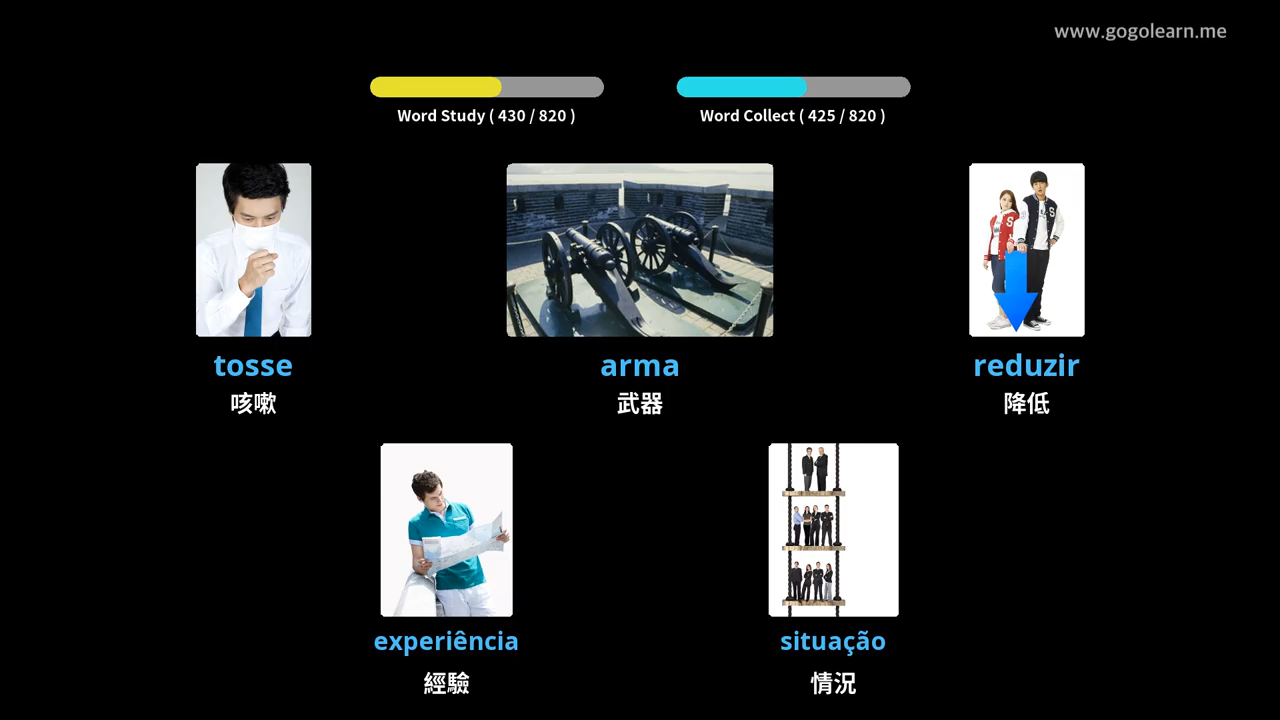 www.gogolearn.me
Word Study ( 430 / 820 )
Word Collect ( 425 / 820 )
tosse
咳嗽
arma
武器
reduzir
降低
experiência
經驗
situação
情況